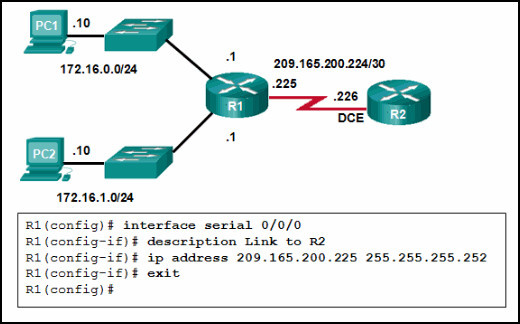 PC1
.10
172.16.0.0/24
.1
209.165.200.224/30
.225
R1
.226
R2
DCE
.1
PC2
.10
172.16.1.0/24
R1(config)# interface serial 0/0/0
R1(config-if)# description Link to R2
R1(config-if)# ip address 209.165.200.225 255.255.255.252
R1(config-if)# exit
R1(config)#